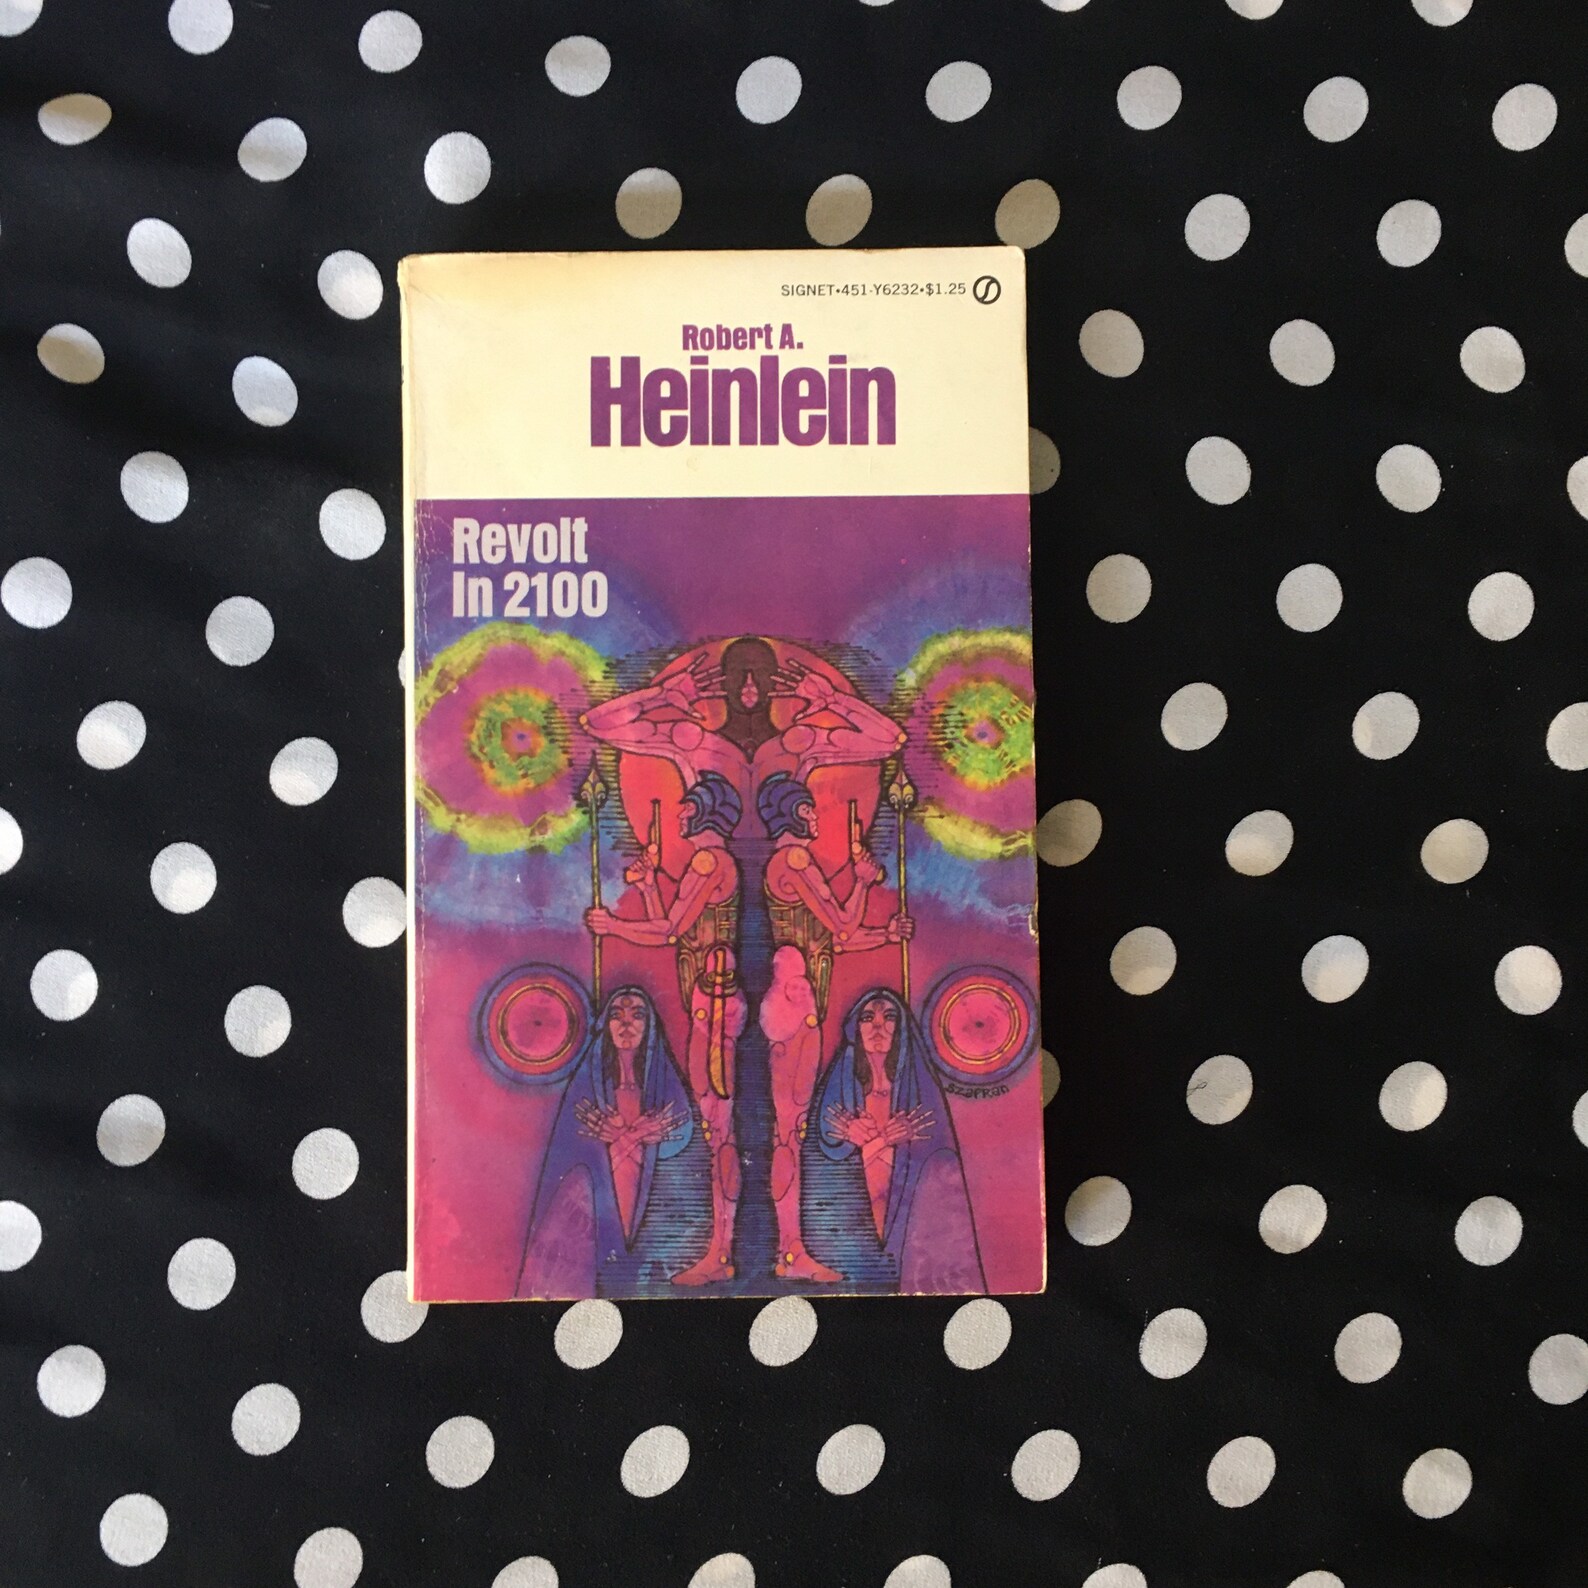 SIGNET•451-Y6232•$1.25
Robert A.
Heinlein
Revolt
In 2100
SZAFRAN